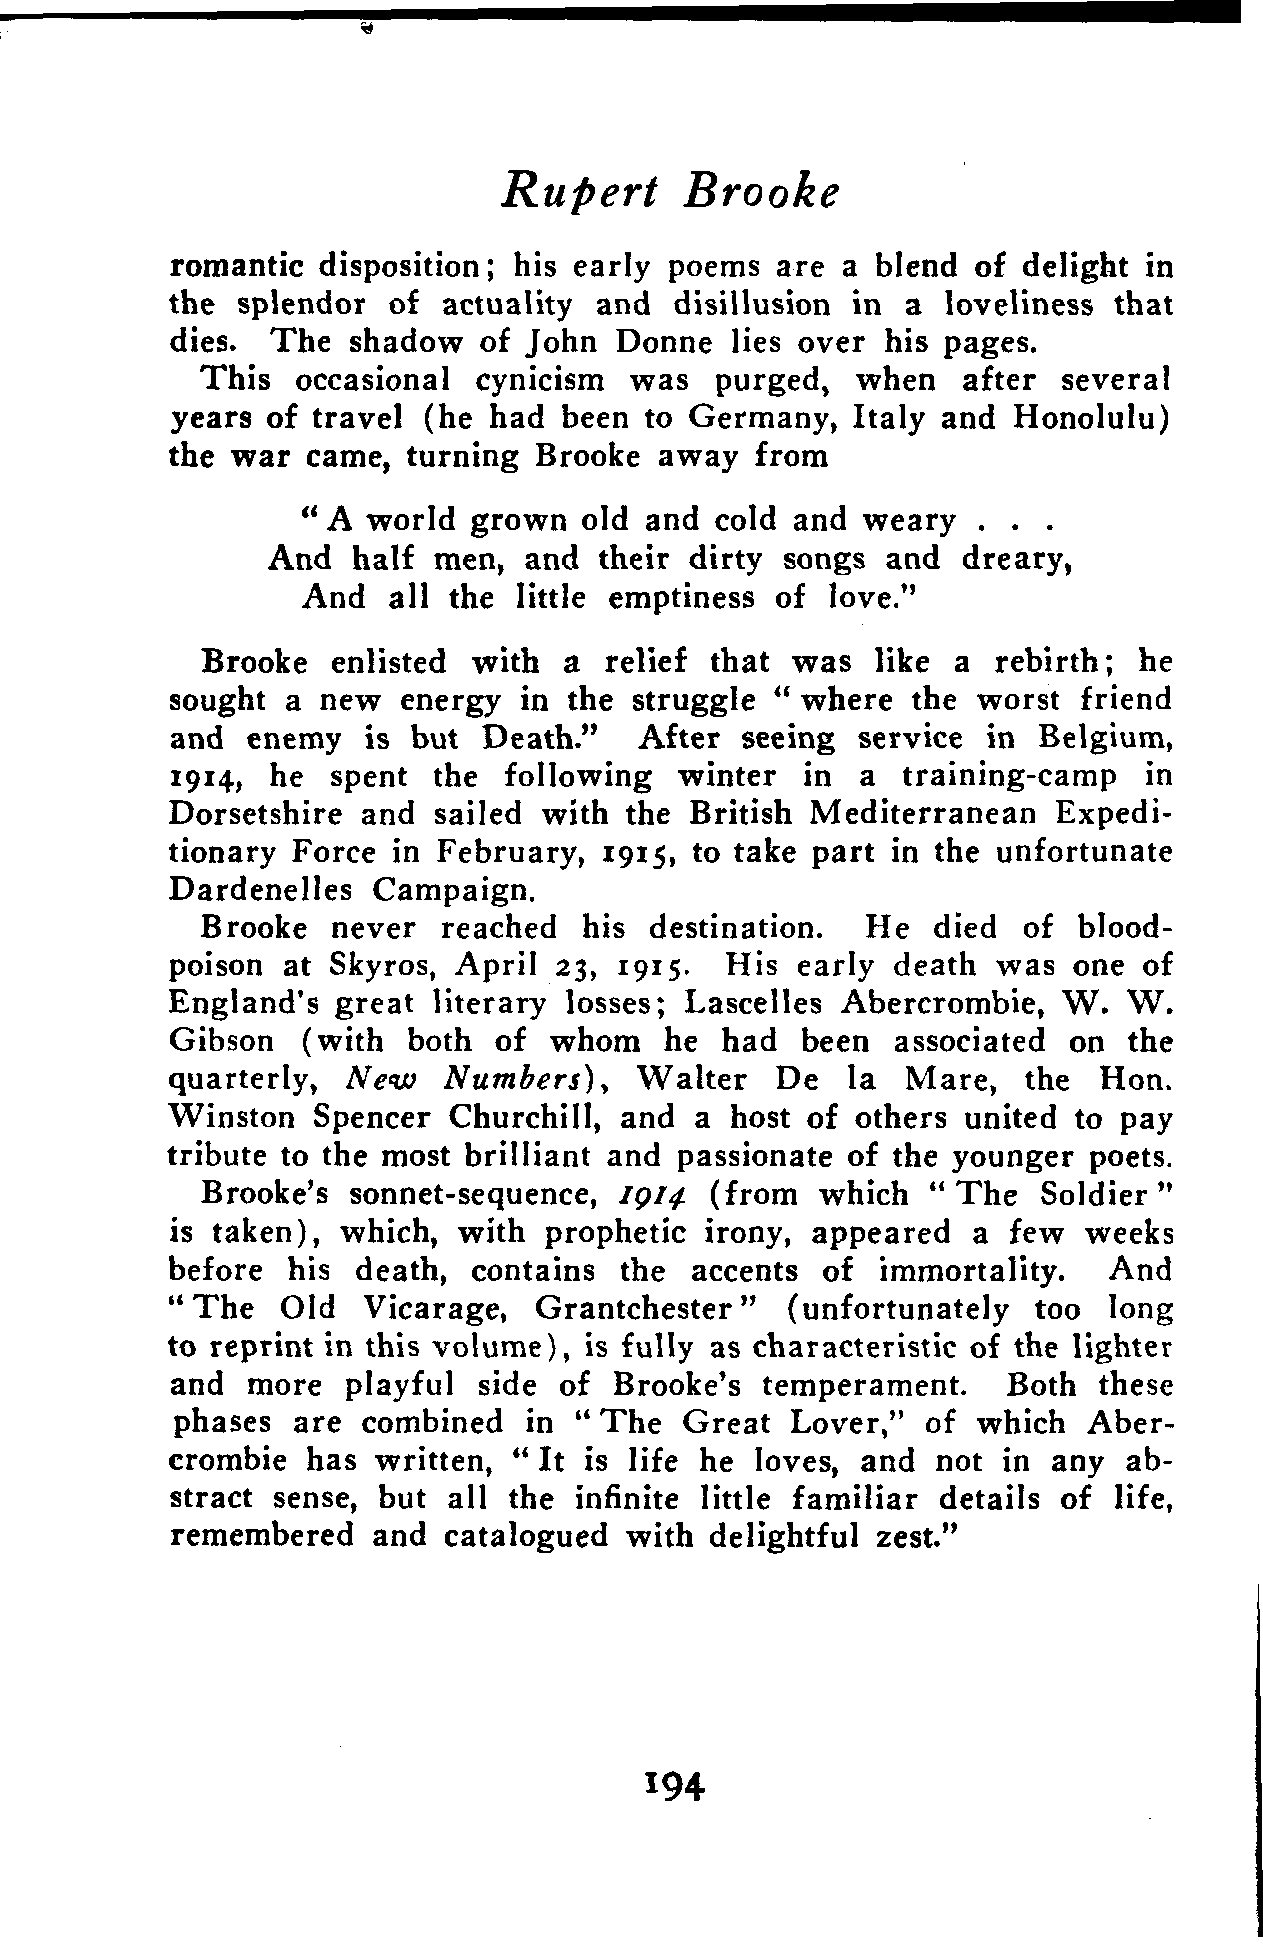 Rupert Brooke
romantic disposition; his early poems are a blend of delight in
the splendor of actuality and disillusion in a loveliness that
dies. The shadow of John Donne lies over his pages.
This occasional cynicism was purged, when after several
years of travel (he had been to Germany, Italy and Honolulu)
the war came, turning Brooke away from
“ A world grown old and cold and weary . . .
And half men, and their dirty songs and dreary,
And all the little emptiness of love.”
Brooke enlisted with a relief that was like a rebirth; he
sought a new energy in the struggle “ where the worst friend
and enemy is but Death.” After seeing service in Belgium,
1914, he spent the following winter in a training-camp in
Dorsetshire and sailed with the British Mediterranean Expedi-
tionary Force in February, 1915, to take part in the unfortunate
Dardenelles Campaign.
Brooke never reached his destination. He died of blood-
poison at Skyros, April 23, 1915. His early death was one of
England's great literary losses; Lascelles Abercrombie, W. W.
Gibson (with both of whom he had been associated on the
quarterly, New Numbers), Walter De la Mare, the Hon.
Winston Spencer Churchill, and a host of others united to pay
tribute to the most brilliant and passionate of the younger poets.
Brooke's sonnet-sequence, 1914 (from which “ The Soldier ”
is taken), which, with prophetic irony, appeared a few weeks
before his death, contains the accents of immortality. And
“ The Old Vicarage, Grantchester ” (unfortunately too long
to reprint in this volume), is fully as characteristic of the lighter
and more playful side of Brooke's temperament. Both these
phases are combined in “ The Great Lover,” of which Aber-
crombie has written, “ It is life he loves, and not in any ab-
stract sense, but all the infinite little familiar details of life,
remembered and catalogued with delightful zest.”
194